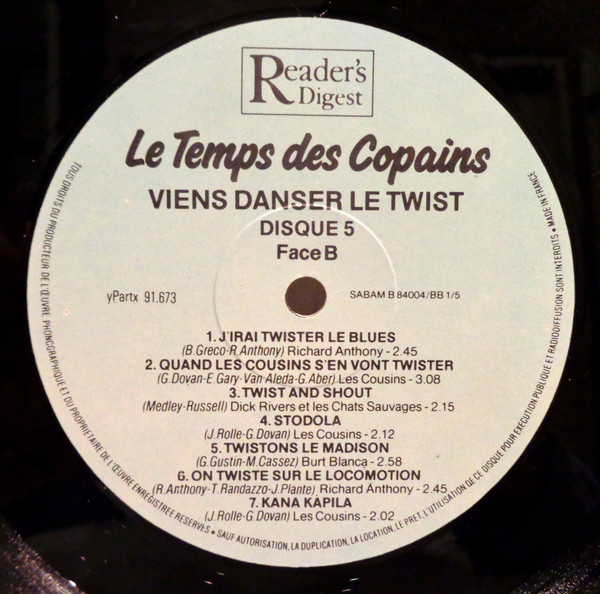 Reader's
Digest
Le Temps des Copains
VIENS DANSER LE TWIST
DISQUE 5
Face B
yPartx 91.673
SABAM B 84004/BB 1/5
1. J'IRAI TWISTER LE BLUES
(B.Greco-R.Anthony) Richard Anthony - 2.45
2. QUAND LES COUSINS S'EN VONT TWISTER
(G.Dovan-E.Gary-Van-Aleda-G.Aber) Les Cousins - 3.08
3. TWIST AND SHOUT
(Medley-Russell) Dick Rivers et les Chats Sauvages - 2.15
4. STODOLA
(J.Rolle-G.Dovan) Les Cousins - 2.12
5. TWISTONS LE MADISON
(G.Gustin-M.Cassez) Burt Blanca - 2.58
6. ON TWISTE SUR LE LOCOMOTION
(R.Anthony-T.Randazzo-J.Plante) Richard Anthony - 2.45
7. KANA KAPILA
(J.Rolle-G.Dovan) Les Cousins - 2.02
TOUS DROITS DU PRODUCTEUR DE L'ŒUVRE PHONOGRAPHIQUE ET DU PROPRIETAIRE DE L'ŒUVRE ENREGISTREE RESERVES • SAUF AUTORISATION, LA DUPLICATION, LA LOCATION, LE PRET, L'UTILISATION DE CE DISQUE POUR EXECUTION PUBLIQUE ET RADIODIFFUSION SONT INTERDITS • MADE IN FRANCE